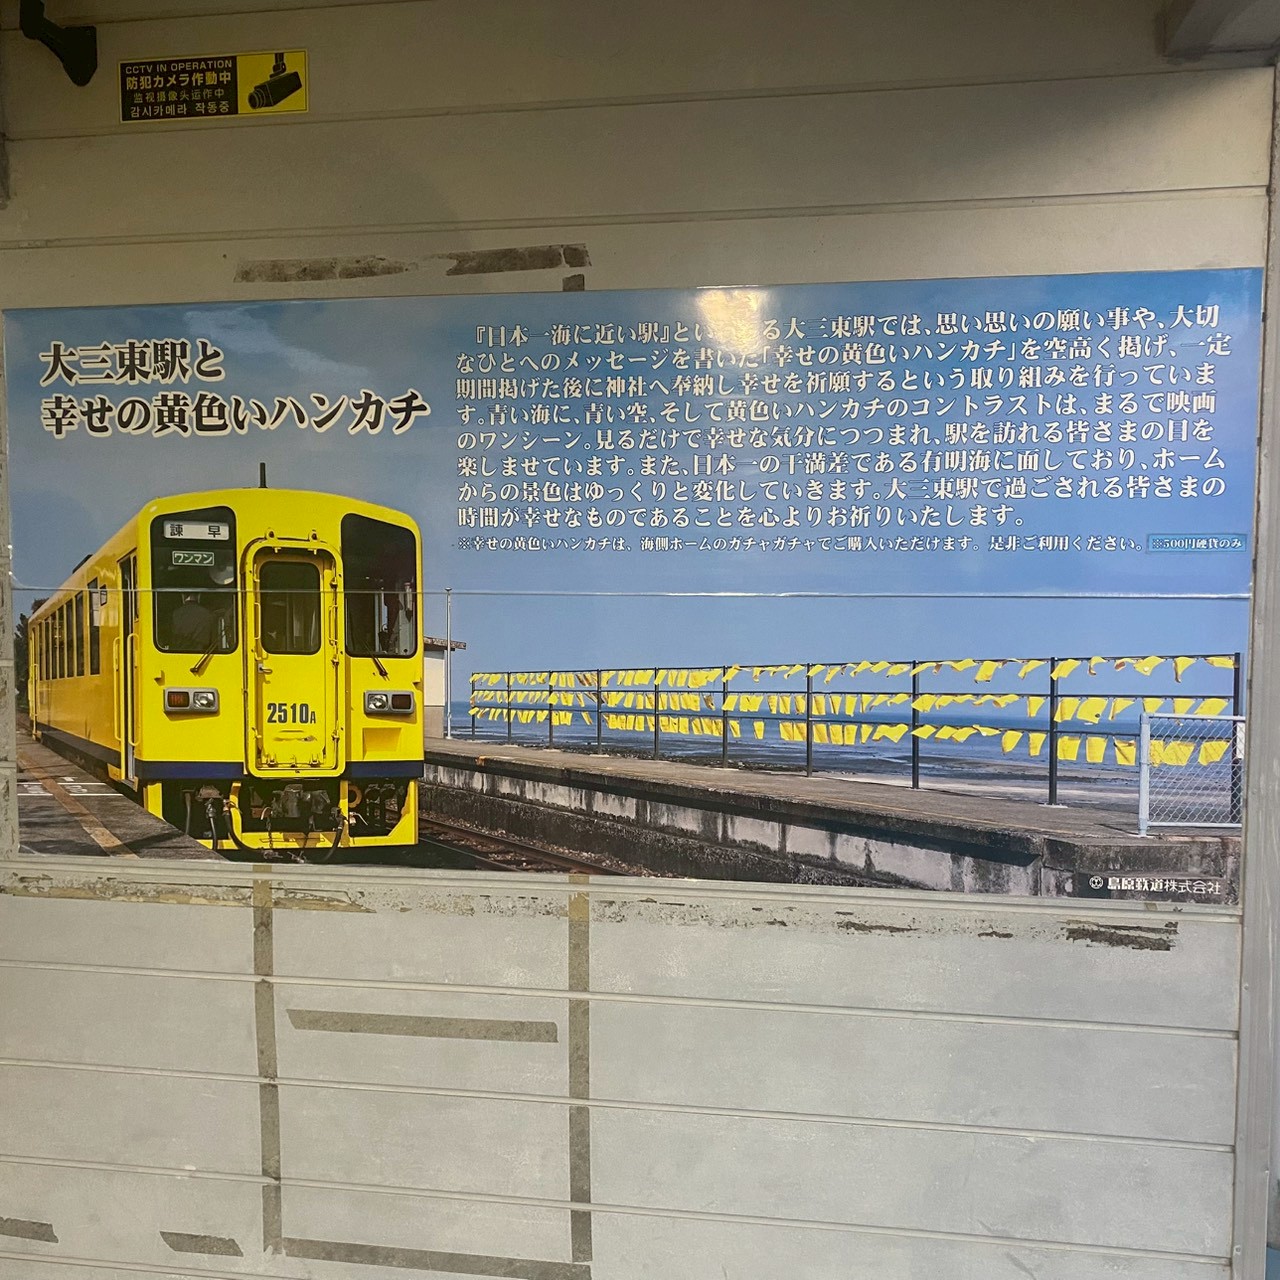 CCTV IN OPERATION
防犯カメラ作動中
监视摄像头运作中
감시카메라 작동중
大三東駅と
幸せの黄色いハンカチ
『日本一海に近い駅』とい る大三東駅では、思い思いの願い事や、大切
なひとへのメッセージを書いた「幸せの黄色いハンカチ」を空高く掲げ、一定
期間掲げた後に神社へ奉納し幸せを祈願するという取り組みを行っていま
す。青い海に、青い空、そして黄色いハンカチのコントラストは、まるで映画
のワンシーン。見るだけで幸せな気分につつまれ、駅を訪れる皆さまの目を
楽しませています。また、日本一の干満差である有明海に面しており、ホーム
からの景色はゆっくりと変化していきます。大三東駅で過ごされる皆さまの
時間が幸せなものであることを心よりお祈りいたします。
※幸せの黄色いハンカチは、海側ホームのガチャガチャでご購入いただけます。是非ご利用ください。 ※500円硬貨のみ
諫早
ワンマン
2510A
島原鉄道株式会社